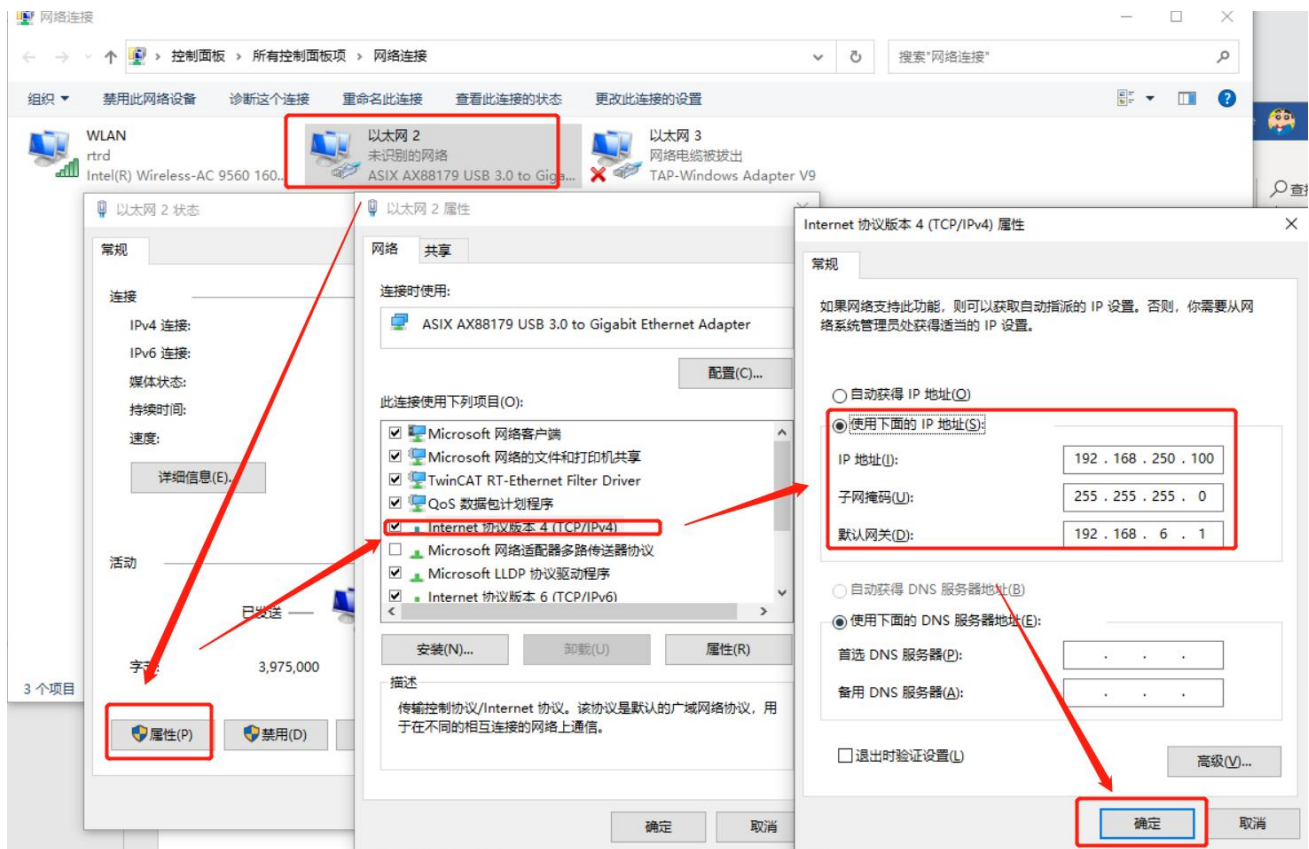 网络连接
控制面板 › 所有控制面板项 › 网络连接
搜索"网络连接"
组织 禁用此网络设备 诊断这个连接 重命名此连接 查看此连接的状态 更改此连接的设置
WLAN
rtrd
Intel(R) Wireless-AC 9560 160...
以太网 2
未识别的网络
ASIX AX88179 USB 3.0 to Giga...
以太网 3
网络电缆被拔出
TAP-Windows Adapter V9
3 个项目
以太网 2 状态
常规
连接
IPv4 连接:
IPv6 连接:
媒体状态:
持续时间:
速度:
详细信息(E)...
活动
已发送
3,975,000
属性(P)
禁用(D)
以太网 2 属性
网络 共享
连接时使用:
ASIX AX88179 USB 3.0 to Gigabit Ethernet Adapter
配置(C)...
此连接使用下列项目(O):
Microsoft 网络客户端
Microsoft 网络的文件和打印机共享
TwinCAT RT-Ethernet Filter Driver
QoS 数据包计划程序
Internet 协议版本 4 (TCP/IPv4)
Microsoft 网络适配器多路传送器协议
Microsoft LLDP 协议驱动程序
Internet 协议版本 6 (TCP/IPv6)
安装(N)... 卸载(U) 属性(R)
描述
传输控制协议/Internet 协议。该协议是默认的广域网络协议，用
于在不同的相互连接的网络上通信。
确定 取消
Internet 协议版本 4 (TCP/IPv4) 属性
常规
如果网络支持此功能，则可以获取自动指派的 IP 设置。否则，你需要从网
络系统管理员处获得适当的 IP 设置。
自动获得 IP 地址(O)
使用下面的 IP 地址(S):
IP 地址(I): 192 . 168 . 250 . 100
子网掩码(U): 255 . 255 . 255 . 0
默认网关(D): 192 . 168 . 6 . 1
自动获得 DNS 服务器地址(B)
使用下面的 DNS 服务器地址(E):
首选 DNS 服务器(P):
备用 DNS 服务器(A):
退出时验证设置(L)
高级(V)...
确定 取消